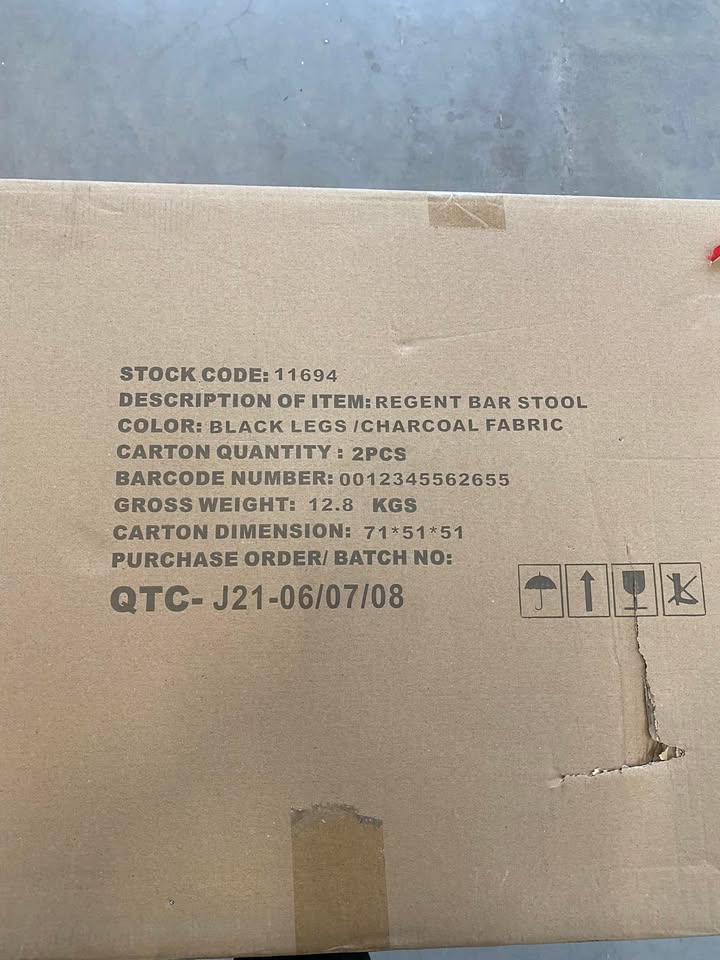 STOCK CODE: 11694
DESCRIPTION OF ITEM: REGENT BAR STOOL
COLOR: BLACK LEGS /CHARCOAL FABRIC
CARTON QUANTITY : 2PCS
BARCODE NUMBER: 0012345562655
GROSS WEIGHT: 12.8 KGS
CARTON DIMENSION: 71*51*51
PURCHASE ORDER/ BATCH NO:
QTC- J21-06/07/08